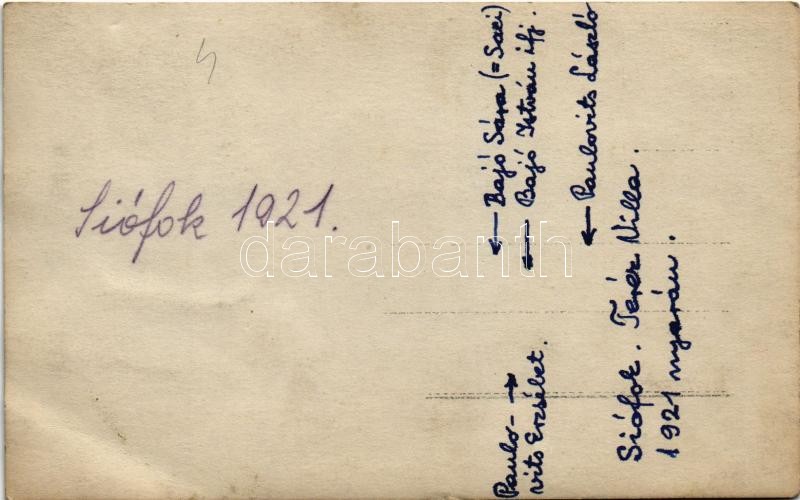 4
Siófok 1921.
← Bajó Sára (= Saci)
← Bajó István ifj.
← Paulovits László
Paulo- →
vits Erzsébet.
Siófok. Teréz Villa.
1921 nyarán.
darabanth